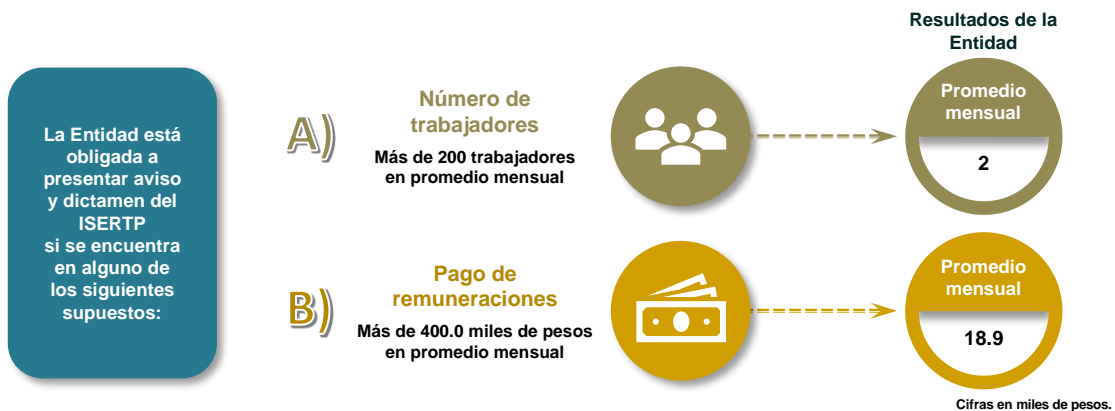 La Entidad está
obligada a
presentar aviso
y dictamen del
ISERTP
si se encuentra
en alguno de
los siguientes
supuestos:
A)
Número de
trabajadores
Más de 200 trabajadores
en promedio mensual
Resultados de la
Entidad
Promedio
mensual
2
B)
Pago de
remuneraciones
Más de 400.0 miles de pesos
en promedio mensual
Promedio
mensual
18.9
Cifras en miles de pesos.